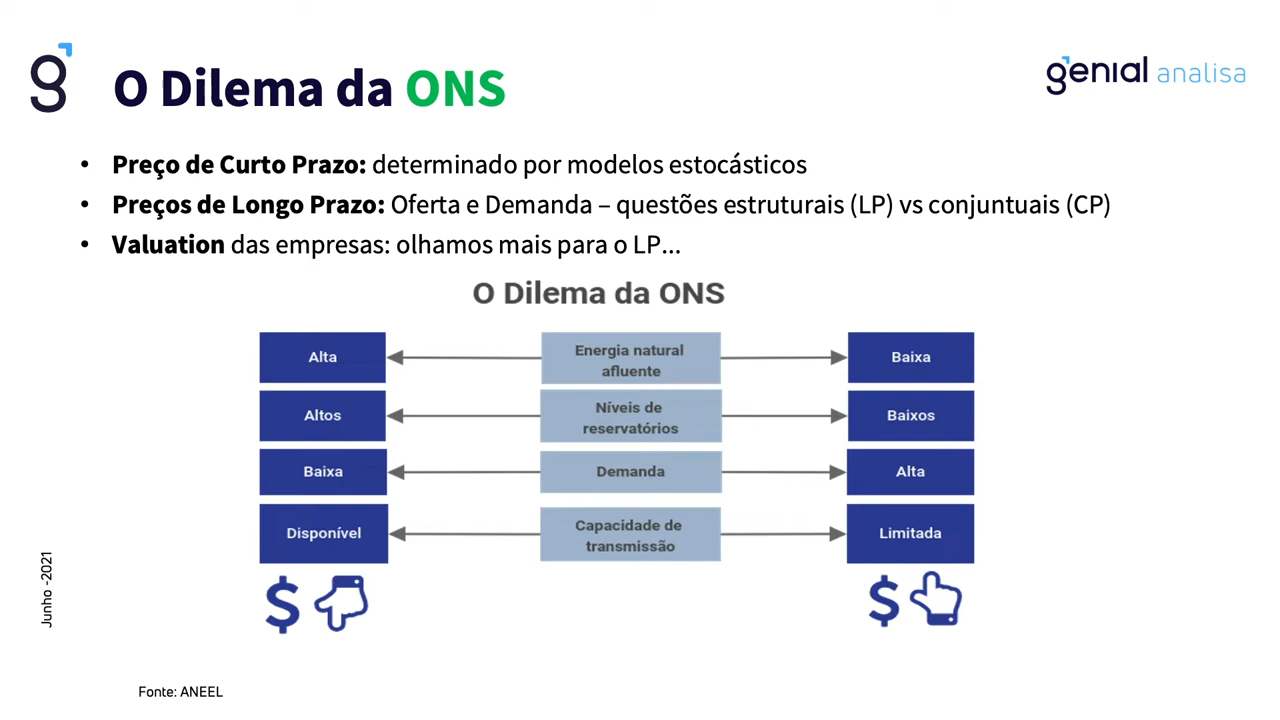 g
O Dilema da ONS
genial analisa
• Preço de Curto Prazo: determinado por modelos estocásticos
• Preços de Longo Prazo: Oferta e Demanda – questões estruturais (LP) vs conjuntuais (CP)
• Valuation das empresas: olhamos mais para o LP...
O Dilema da ONS
Alta
Energia natural
afluente
Baixa
Altos
Níveis de
reservatórios
Baixos
Baixa
Demanda
Alta
Disponível
Capacidade de
transmissão
Limitada
$
$
Junho -2021
Fonte: ANEEL